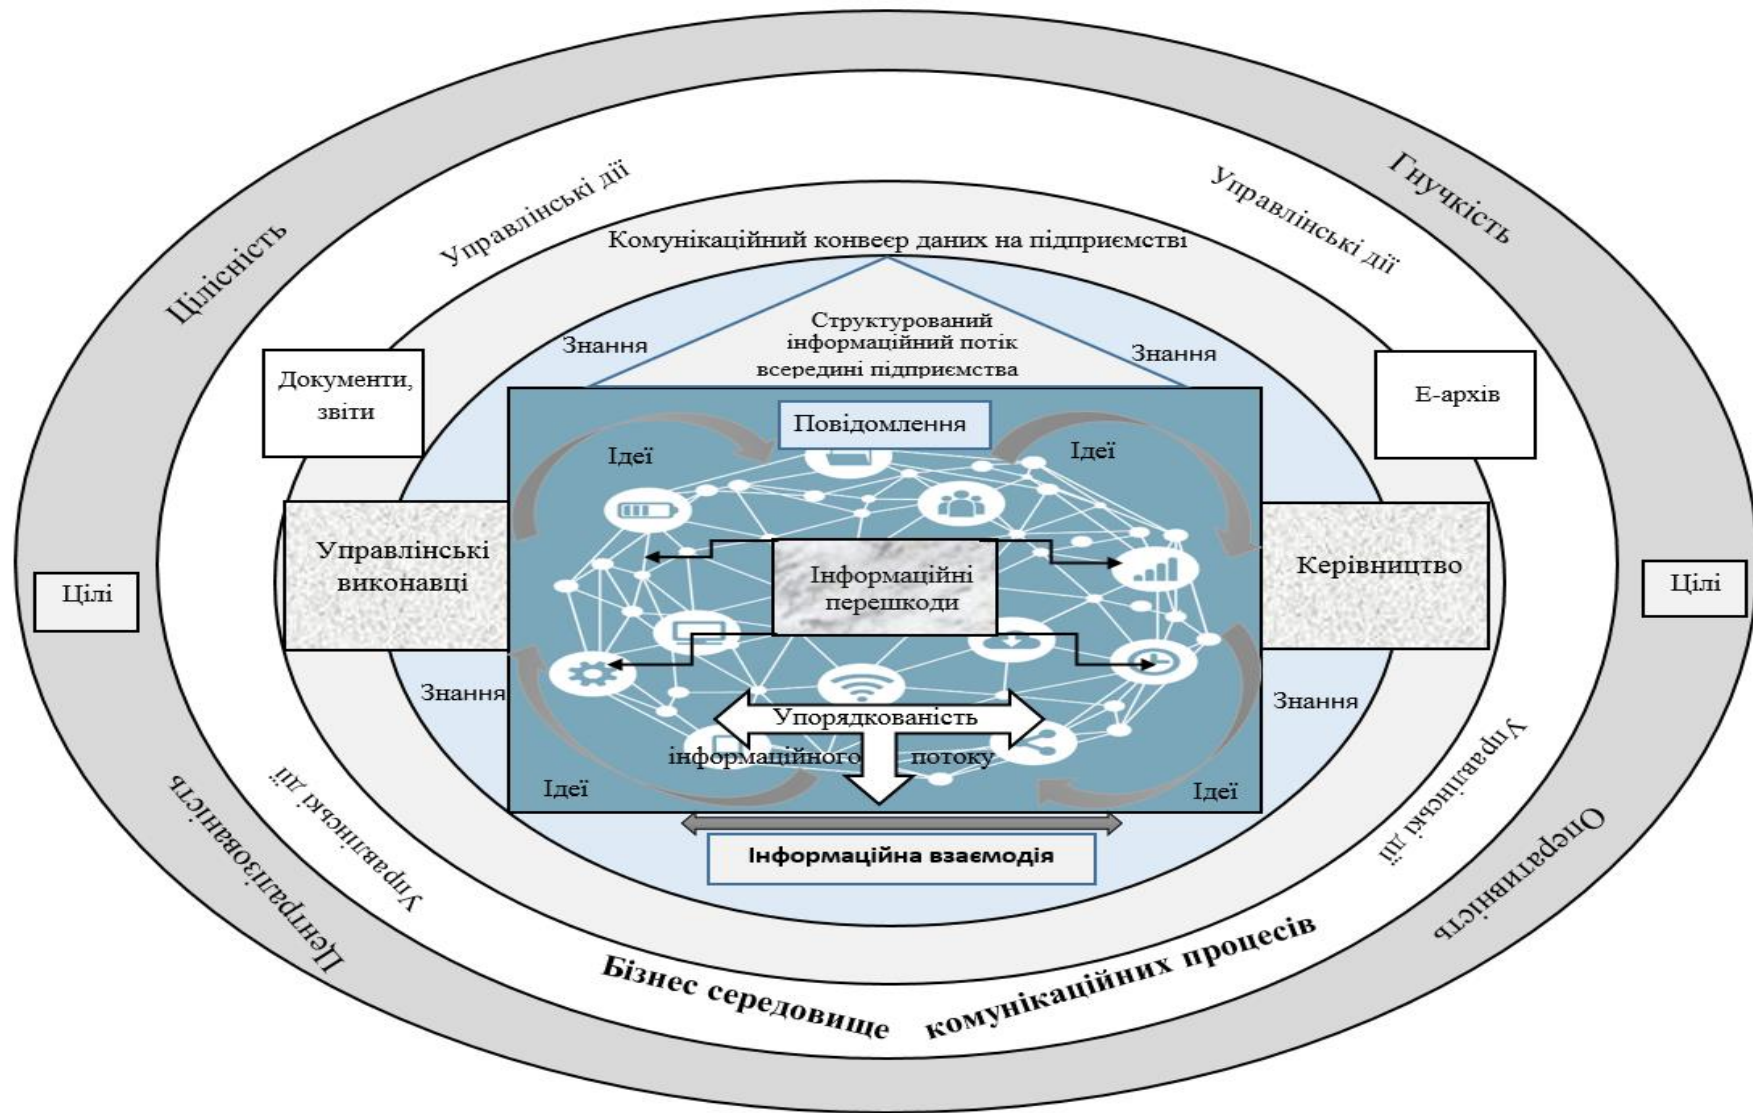 Цілісність
Гнучкість
Управлінські дії
Управлінські дії
Комунікаційний конвеєр даних на підприємстві
Структурований
інформаційний потік
всередині підприємства
Знання
Знання
Документи,
звіти
Е-архів
Повідомлення
Ідеї
Ідеї
Управлінські
виконавці
Інформаційні
перешкоди
Керівництво
Цілі
Цілі
Знання
Знання
Упорядкованість
інформаційного потоку
Ідеї
Ідеї
Інформаційна взаємодія
Управлінські дії
Управлінські дії
Централізованість
Оперативність
Бізнес середовище комунікаційних процесів